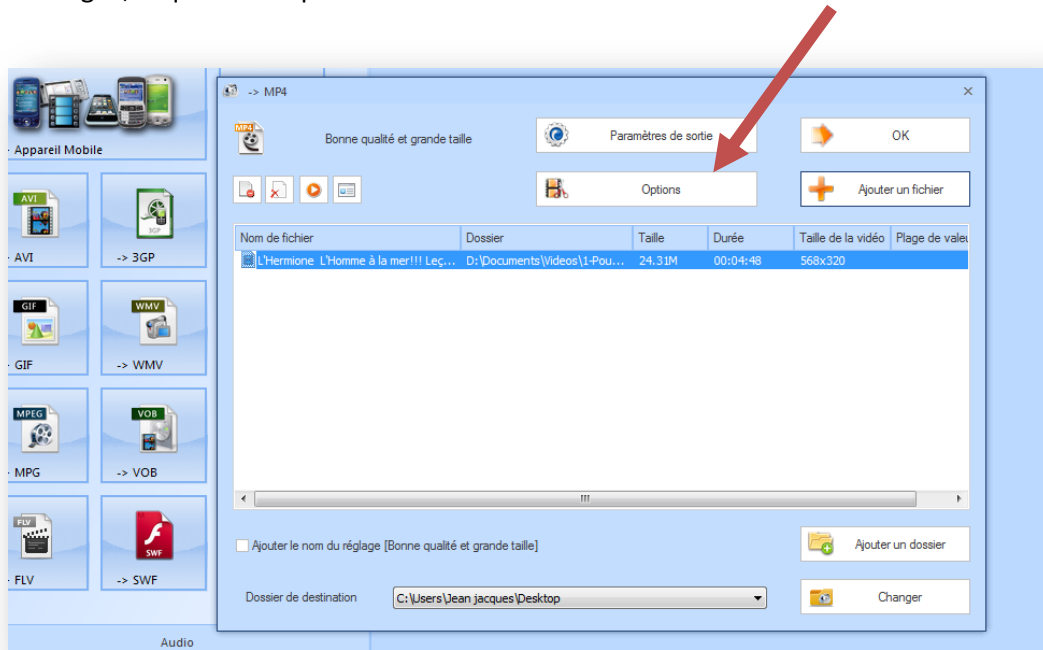 -> MP4
MP4
Bonne qualité et grande taille
Paramètres de sortie
OK
Appareil Mobile
Options
Ajouter un fichier
AVI
3GP
Nom de fichier Dossier Taille Durée Taille de la vidéo Plage de valeu
AVI
-> 3GP
L'Hermione L'Homme à la mer!!! Leç... D:\Documents\Videos\1-Pou... 24.31M 00:04:48 568x320
GIF
WMV
GIF
-> WMV
MPEG
VOB
MPG
-> VOB
FLV
SWF
Ajouter le nom du réglage [Bonne qualité et grande taille]
Ajouter un dossier
FLV
-> SWF
Dossier de destination
C:\Users\Jean jacques\Desktop
Changer
Audio